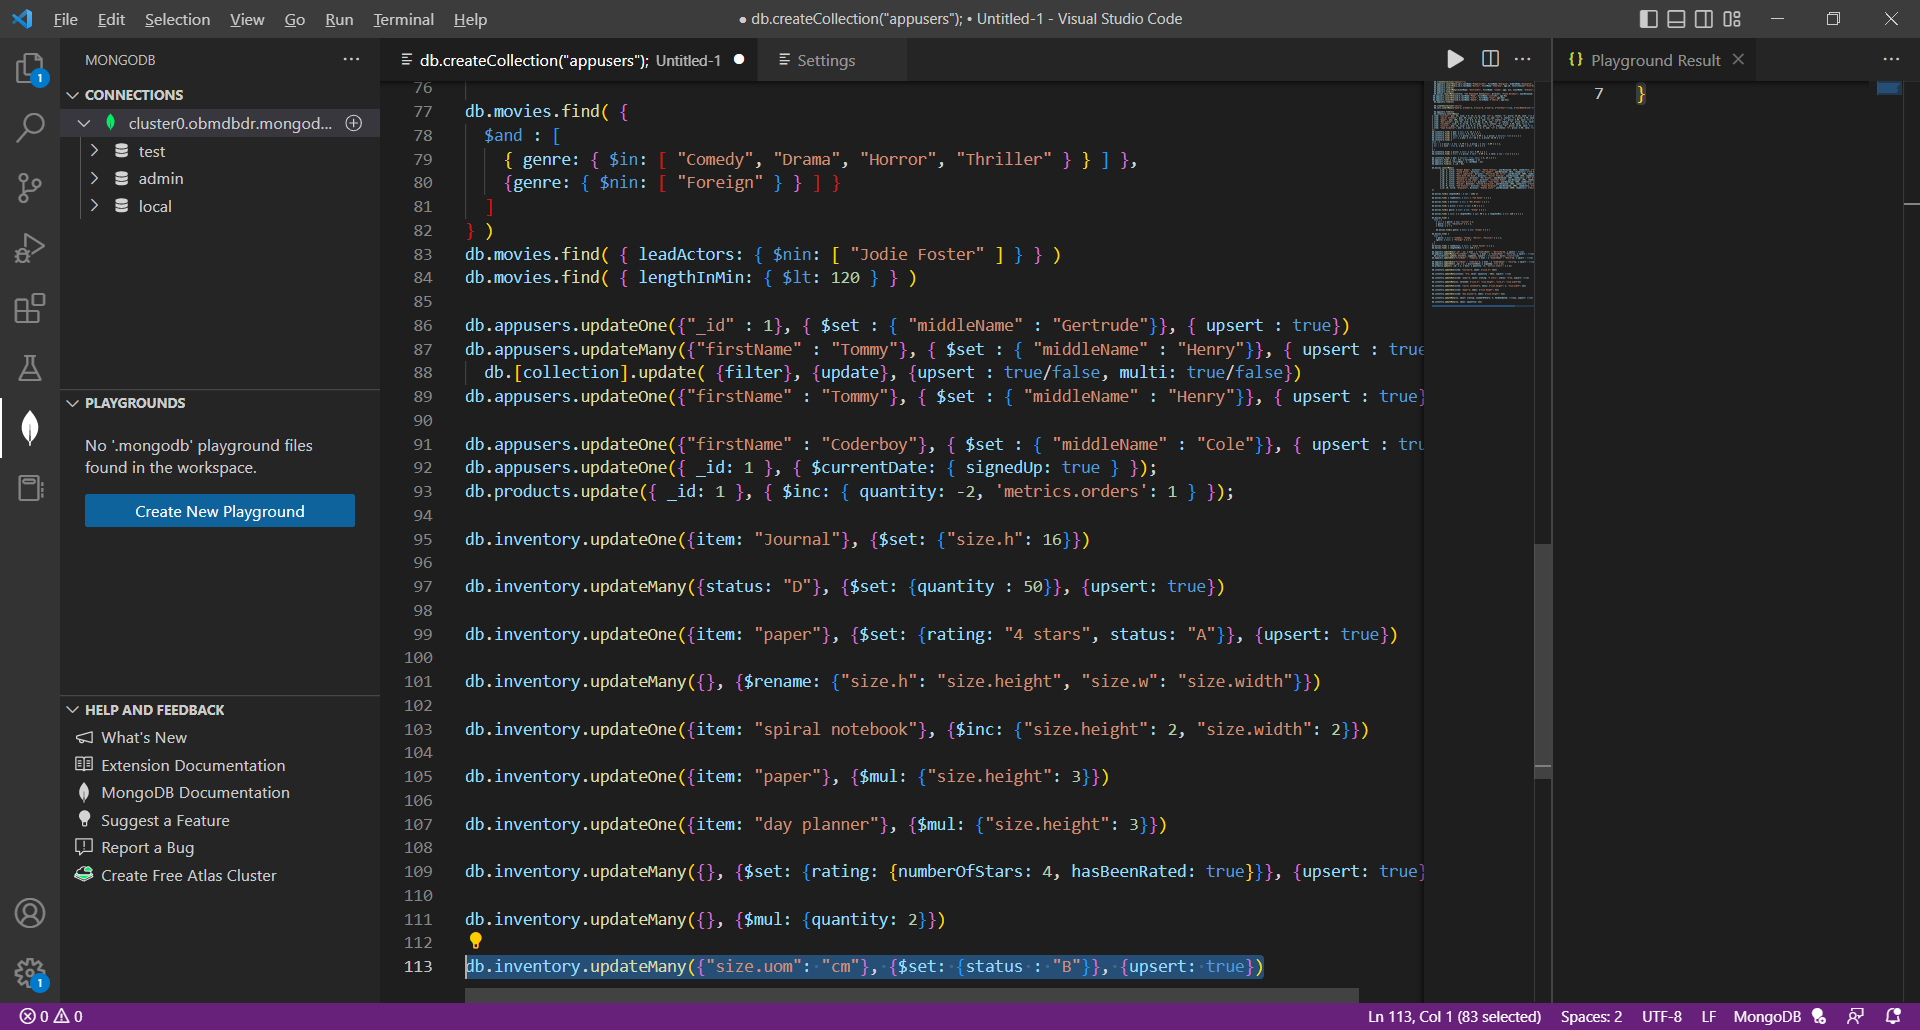 File Edit Selection View Go Run Terminal Help
● db.createCollection("appusers"); • Untitled-1 - Visual Studio Code
MONGODB
CONNECTIONS
cluster0.obmdbdr.mongod...
test
admin
local
PLAYGROUNDS
No '.mongodb' playground files
found in the workspace.
Create New Playground
HELP AND FEEDBACK
What's New
Extension Documentation
MongoDB Documentation
Suggest a Feature
Report a Bug
Create Free Atlas Cluster
1
1
db.createCollection("appusers"); Untitled-1 ●
Settings
76
77 db.movies.find( {
78 $and : [
79 { genre: { $in: [ "Comedy", "Drama", "Horror", "Thriller" } } ] },
80 {genre: { $nin: [ "Foreign" } } ] }
81 ]
82 } )
83 db.movies.find( { leadActors: { $nin: [ "Jodie Foster" ] } } )
84 db.movies.find( { lengthInMin: { $lt: 120 } } )
85
86 db.appusers.updateOne({"_id" : 1}, { $set : { "middleName" : "Gertrude"}}, { upsert : true})
87 db.appusers.updateMany({"firstName" : "Tommy"}, { $set : { "middleName" : "Henry"}}, { upsert : true
88 db.[collection].update( {filter}, {update}, {upsert : true/false, multi: true/false})
89 db.appusers.updateOne({"firstName" : "Tommy"}, { $set : { "middleName" : "Henry"}}, { upsert : true}
90
91 db.appusers.updateOne({"firstName" : "Coderboy"}, { $set : { "middleName" : "Cole"}}, { upsert : tru
92 db.appusers.updateOne({ _id: 1 }, { $currentDate: { signedUp: true } });
93 db.products.update({ _id: 1 }, { $inc: { quantity: -2, 'metrics.orders': 1 } });
94
95 db.inventory.updateOne({item: "Journal"}, {$set: {"size.h": 16}})
96
97 db.inventory.updateMany({status: "D"}, {$set: {quantity : 50}}, {upsert: true})
98
99 db.inventory.updateOne({item: "paper"}, {$set: {rating: "4 stars", status: "A"}}, {upsert: true})
100
101 db.inventory.updateMany({}, {$rename: {"size.h": "size.height", "size.w": "size.width"}})
102
103 db.inventory.updateOne({item: "spiral notebook"}, {$inc: {"size.height": 2, "size.width": 2}})
104
105 db.inventory.updateOne({item: "paper"}, {$mul: {"size.height": 3}})
106
107 db.inventory.updateOne({item: "day planner"}, {$mul: {"size.height": 3}})
108
109 db.inventory.updateMany({}, {$set: {rating: {numberOfStars: 4, hasBeenRated: true}}}, {upsert: true}
110
111 db.inventory.updateMany({}, {$mul: {quantity: 2}})
112
113 db.inventory.updateMany({"size.uom": "cm"}, {$set: {status : "B"}}, {upsert: true})
{} Playground Result
7 }
0 0
Ln 113, Col 1 (83 selected) Spaces: 2 UTF-8 LF MongoDB